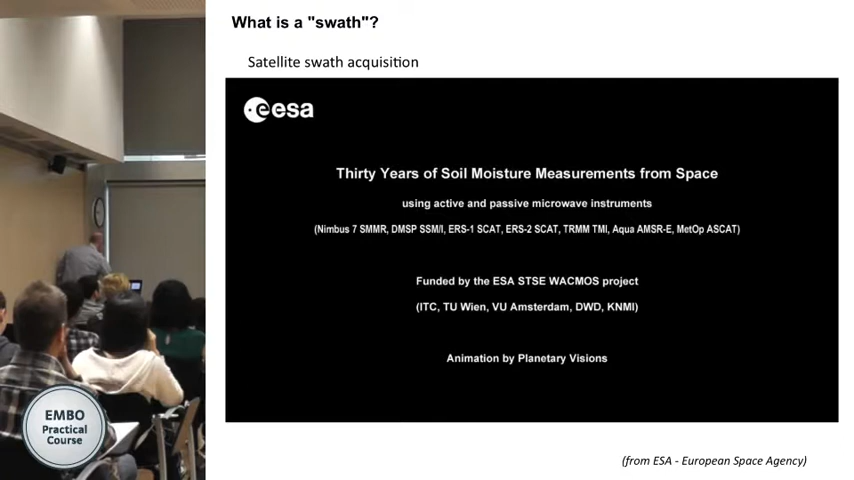 What is a "swath"?
Satellite swath acquisition
esa
Thirty Years of Soil Moisture Measurements from Space
using active and passive microwave instruments
(Nimbus 7 SMMR, DMSP SSM/I, ERS-1 SCAT, ERS-2 SCAT, TRMM TMI, Aqua AMSR-E, MetOp ASCAT)
Funded by the ESA STSE WACMOS project
(ITC, TU Wien, VU Amsterdam, DWD, KNMI)
Animation by Planetary Visions
(from ESA - European Space Agency)
EMBO
Practical
Course